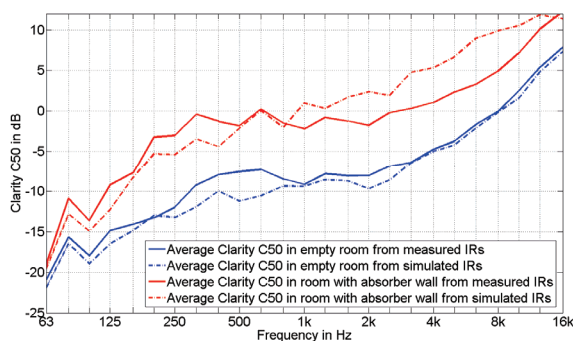 Clarity C50 in dB
10
5
0
-5
-10
-15
-20
-25
Average Clarity C50 in empty room from measured IRs
Average Clarity C50 in empty room from simulated IRs
Average Clarity C50 in room with absorber wall from measured IRs
Average Clarity C50 in room with absorber wall from simulated IRs
63 125 250 500 1k 2k 4k 8k 16k
Frequency in Hz